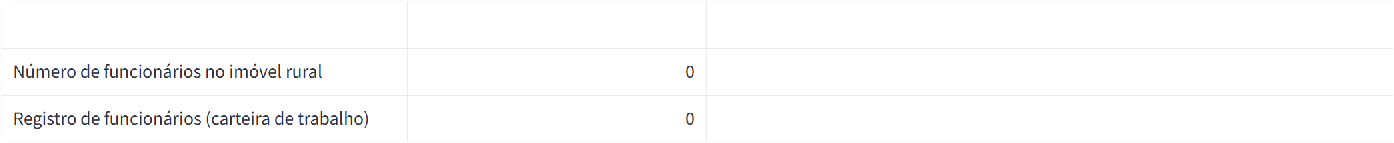 Número de funcionários no imóvel rural 0
Registro de funcionários (carteira de trabalho) 0